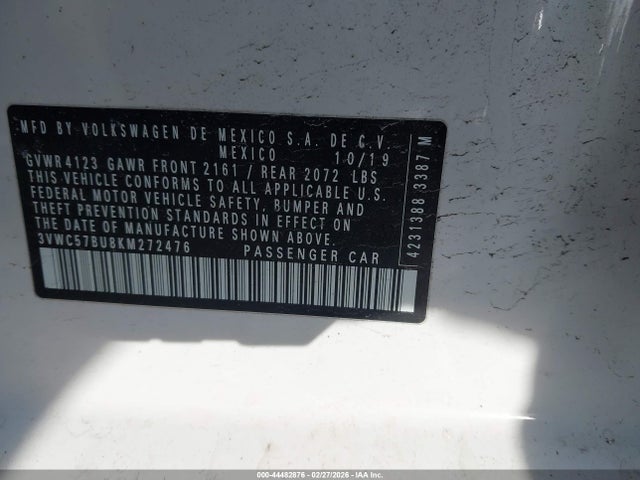 MFD BY VOLKSWAGEN DE MEXICO S.A. DE C.V.
MEXICO 10/19
GVWR 4123 GAWR FRONT 2161 / REAR 2072 LBS
THIS VEHICLE CONFORMS TO ALL APPLICABLE U.S.
FEDERAL MOTOR VEHICLE SAFETY, BUMPER AND
THEFT PREVENTION STANDARDS IN EFFECT ON
THE DATE OF MANUFACTURE SHOWN ABOVE.
3VWC57BU8KM272476 PASSENGER CAR
4231388 3387 M
000-44482676 - 02/27/2026 - IAA Inc.